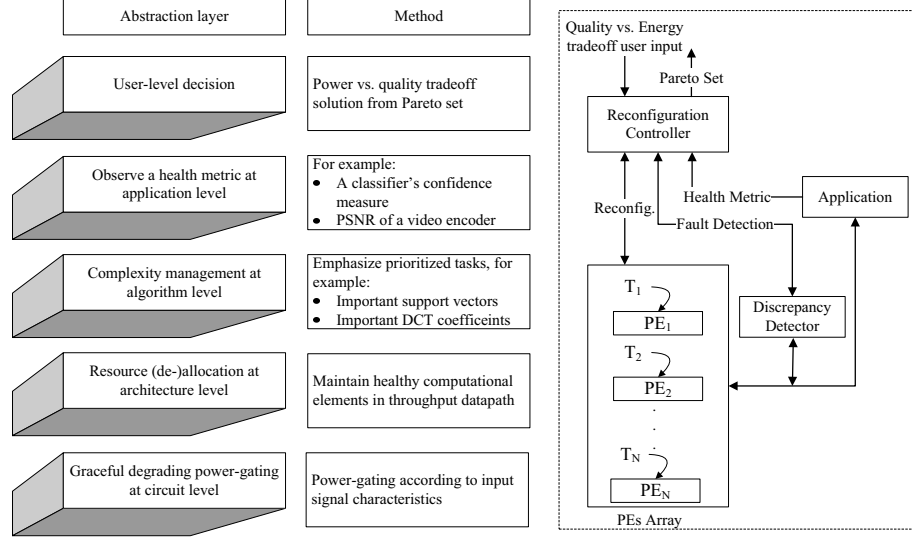 Abstraction layer
Method
User-level decision
Power vs. quality tradeoff
solution from Pareto set
Observe a health metric at
application level
For example:
• A classifier's confidence
measure
• PSNR of a video encoder
Complexity management at
algorithm level
Emphasize prioritized tasks, for
example:
• Important support vectors
• Important DCT coefficeints
Resource (de-)allocation at
architecture level
Maintain healthy computational
elements in throughput datapath
Graceful degrading power-gating
at circuit level
Power-gating according to input
signal characteristics
Quality vs. Energy
tradeoff user input
Pareto Set
Reconfiguration
Controller
Health Metric
Application
Reconfig.
Fault Detection
T1
PE1
Discrepancy
Detector
T2
PE2
.
.
.
TN
PEN
PEs Array